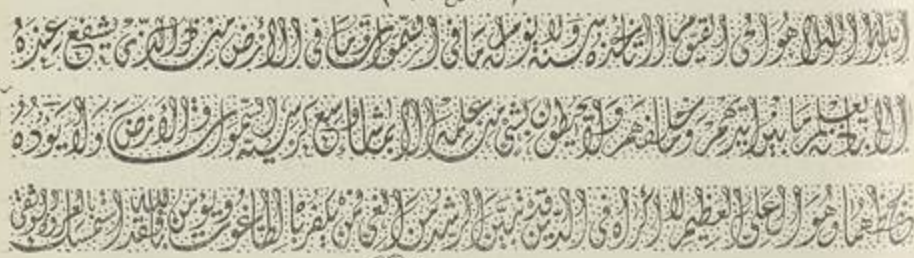 الله لا إله إلا هو الحي القيوم لا تأخذه سنة ولا نوم له ما في السموات وما في الأرض من ذا الذي يشفع عنده
إلا بإذنه يعلم ما بين أيديهم وما خلفهم ولا يحيطون بشيء من علمه إلا بما شاء وسع كرسيه السموات والأرض ولا يؤده
حفظهما وهو العلي العظيم لا إكراه في الدين قد تبين الرشد من الغي فمن يكفر بالطاغوت ويؤمن بالله فقد استمسك بالعروة الوثقى